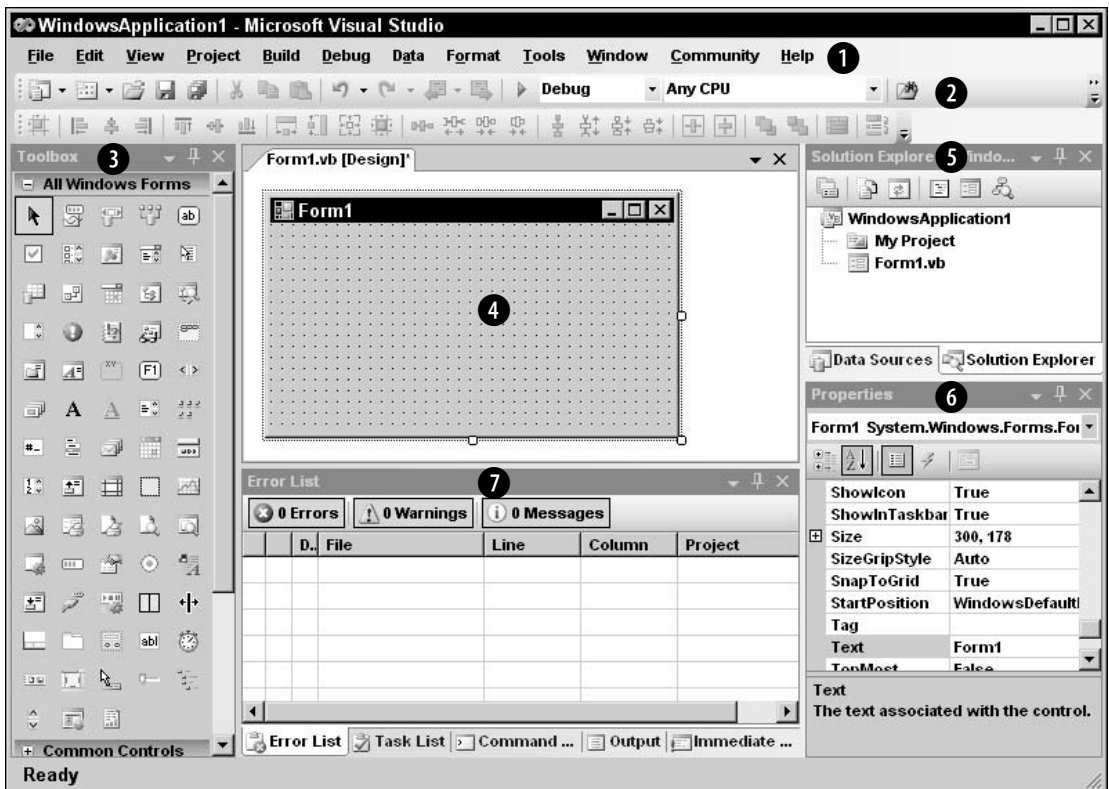 WindowsApplication1 - Microsoft Visual Studio
File Edit View Project Build Debug Data Format Tools Window Community Help 1
Debug Any CPU 2
Toolbox 3
All Windows Forms
Form1.vb [Design]*
Form1
4
Solution Explore 5 indo...
WindowsApplication1
My Project
Form1.vb
Data Sources Solution Explorer
Properties 6
Form1 System.Windows.Forms.For
ShowIcon True
ShowInTaskbar True
Size 300, 178
SizeGripStyle Auto
SnapToGrid True
StartPosition WindowsDefaultl
Tag
Text Form1
TopMost False
Text
The text associated with the control.
Error List 7
0 Errors 0 Warnings 0 Messages
D.. File Line Column Project
Error List Task List Command ... Output Immediate ...
Common Controls
Ready